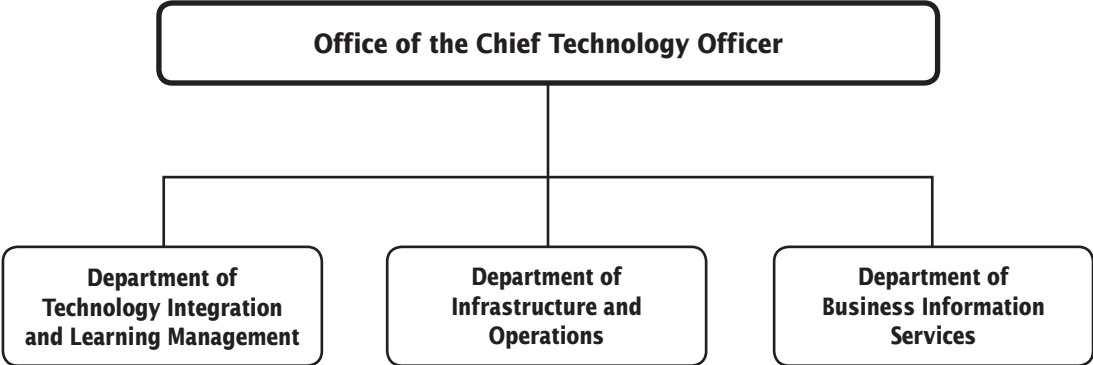 Office of the Chief Technology Officer
Department of
Technology Integration
and Learning Management
Department of
Infrastructure and
Operations
Department of
Business Information
Services